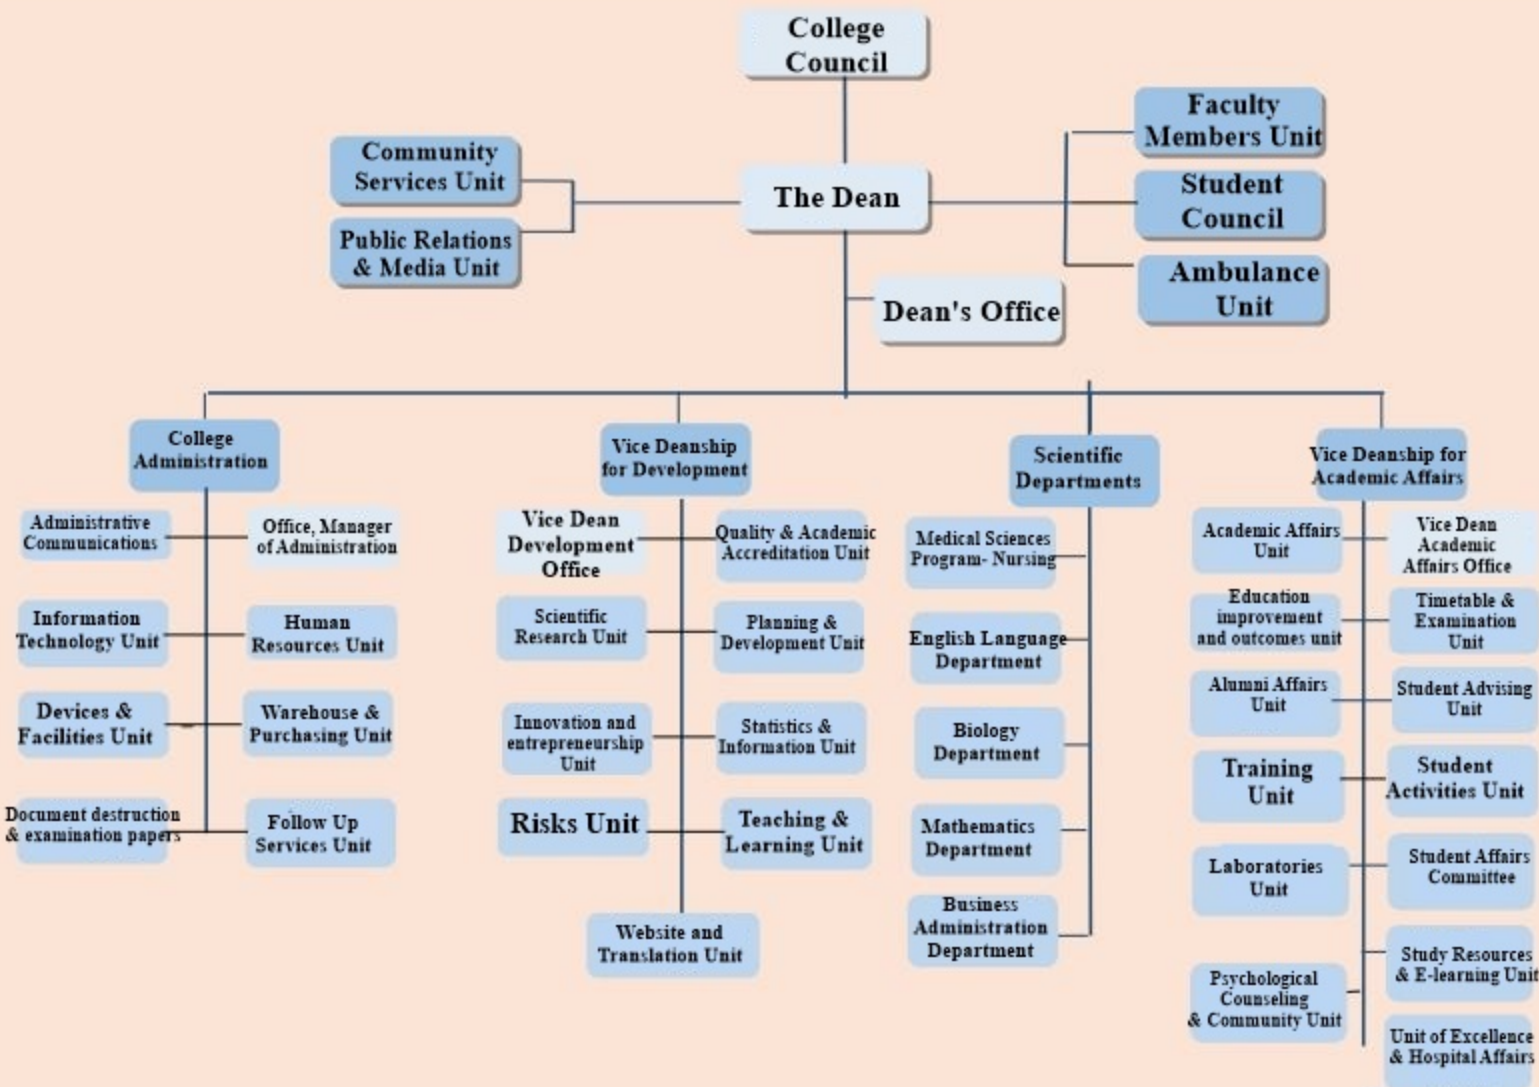 College
Council
Community
Services Unit
Public Relations
& Media Unit
The Dean
Faculty
Members Unit
Student
Council
Ambulance
Unit
Dean's Office
College
Administration
Administrative
Communications
Office, Manager
of Administration
Information
Technology Unit
Human
Resources Unit
Devices &
Facilities Unit
Warehouse &
Purchasing Unit
Document destruction
& examination papers
Follow Up
Services Unit
Vice Deanship
for Development
Vice Dean
Development
Office
Quality & Academic
Accreditation Unit
Scientific
Research Unit
Planning &
Development Unit
Innovation and
entrepreneurship
Unit
Statistics &
Information Unit
Risks Unit
Teaching &
Learning Unit
Website and
Translation Unit
Scientific
Departments
Medical Sciences
Program- Nursing
English Language
Department
Biology
Department
Mathematics
Department
Business
Administration
Department
Vice Deanship for
Academic Affairs
Academic Affairs
Unit
Vice Dean
Academic
Affairs Office
Education
improvement
and outcomes unit
Timetable &
Examination
Unit
Alumni Affairs
Unit
Student Advising
Unit
Training
Unit
Student
Activities Unit
Laboratories
Unit
Student Affairs
Committee
Study Resources
& E-learning Unit
Psychological
Counseling
& Community Unit
Unit of Excellence
& Hospital Affairs